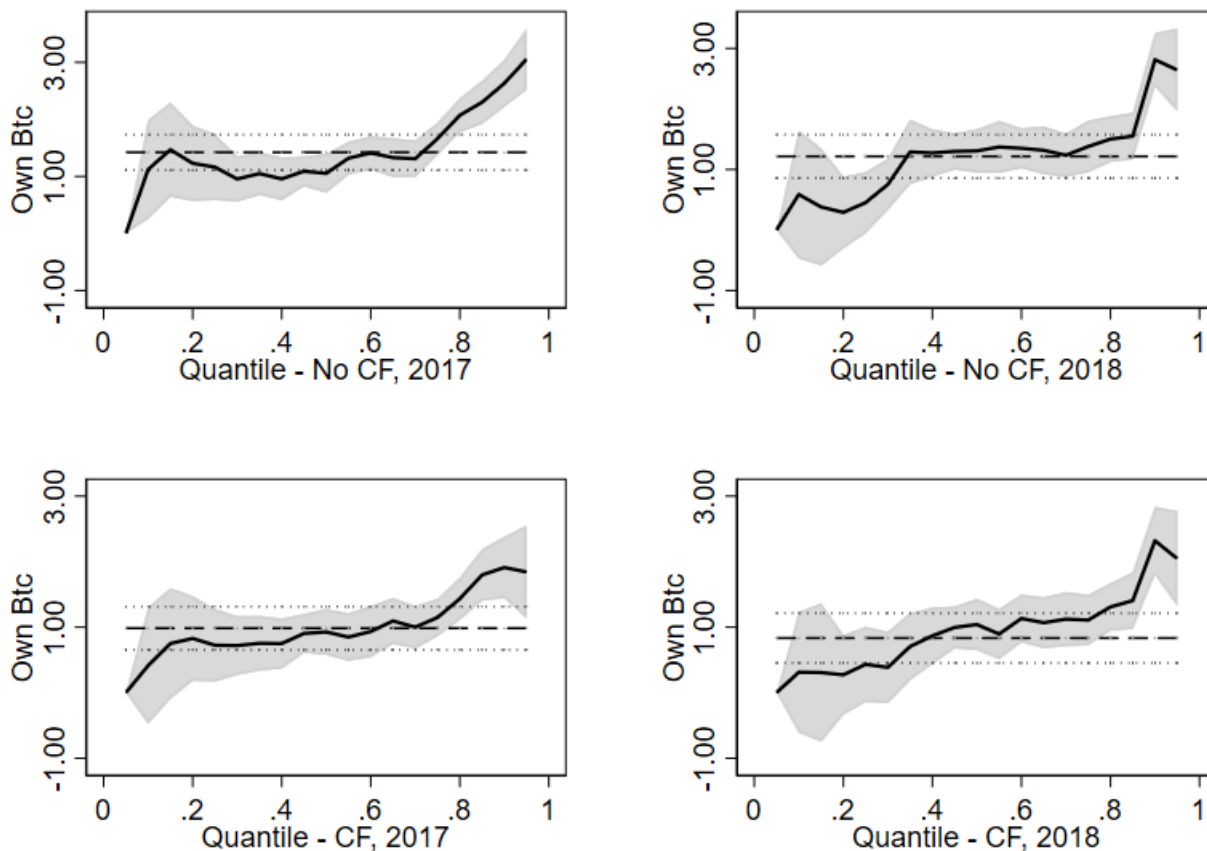 Own Btc
3.00
1.00
-1.00
0 .2 .4 .6 .8 1
Quantile - No CF, 2017
Own Btc
3.00
1.00
-1.00
0 .2 .4 .6 .8 1
Quantile - No CF, 2018
Own Btc
3.00
1.00
-1.00
0 .2 .4 .6 .8 1
Quantile - CF, 2017
Own Btc
3.00
1.00
-1.00
0 .2 .4 .6 .8 1
Quantile - CF, 2018